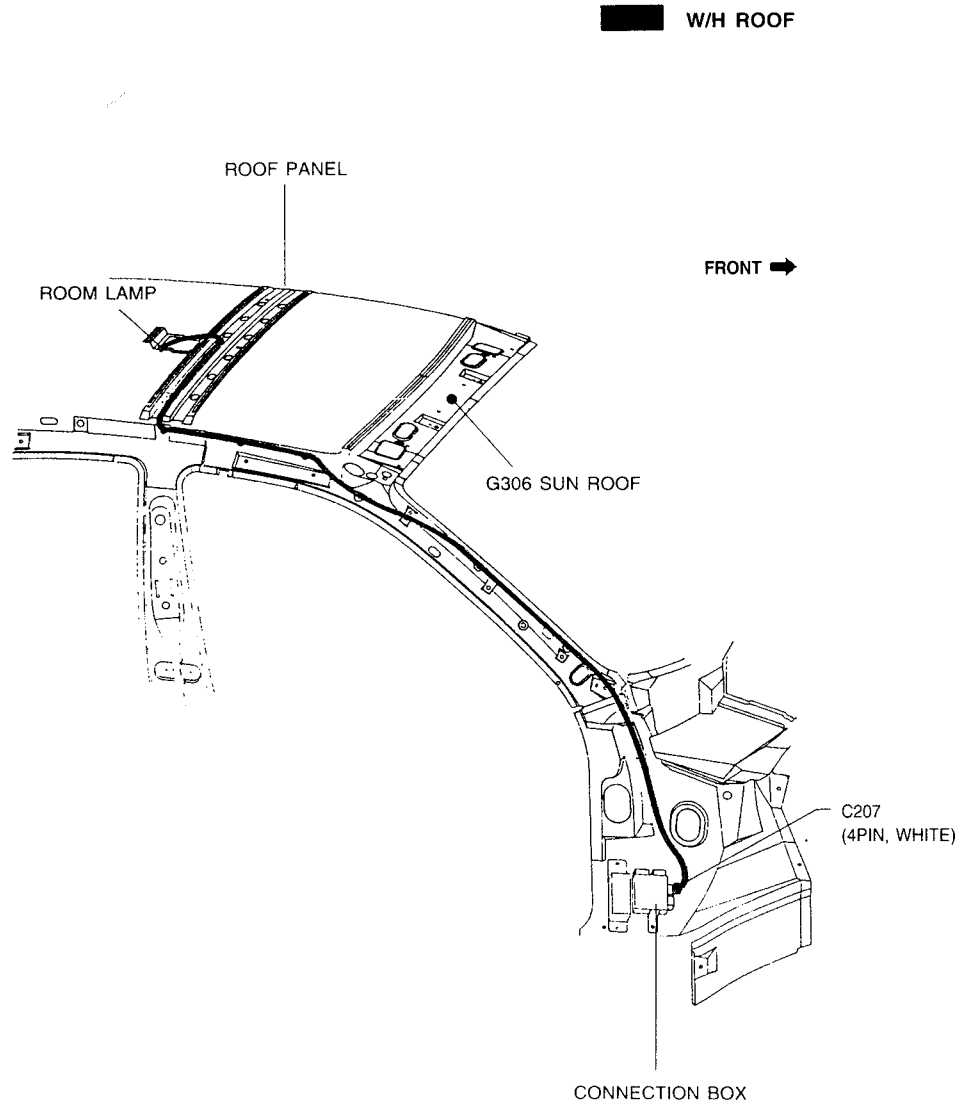 W/H ROOF
ROOF PANEL
FRONT
ROOM LAMP
G306 SUN ROOF
C207
(4PIN, WHITE)
CONNECTION BOX